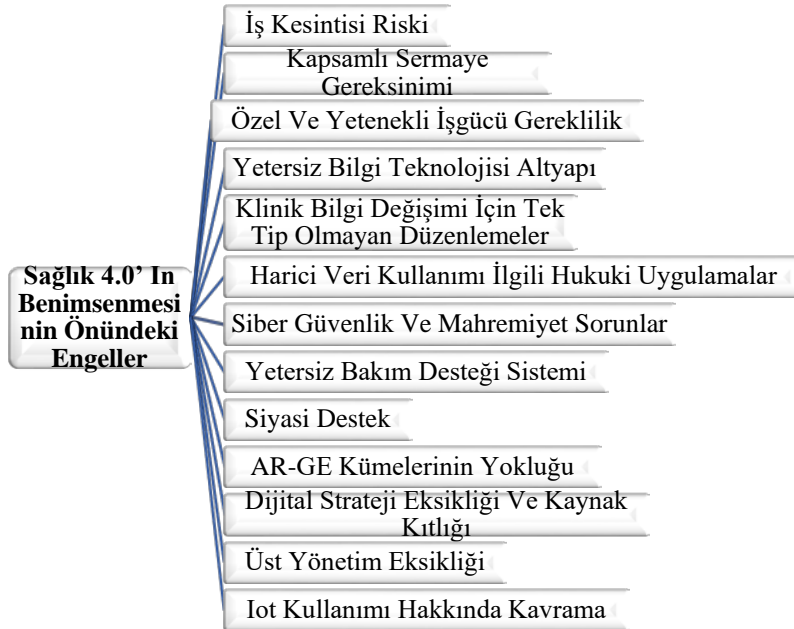 İş Kesintisi Riski
Kapsamlı Sermaye
Gereksinimi
Özel Ve Yetenekli İşgücü Gereklilik
Yetersiz Bilgi Teknolojisi Altyapı
Klinik Bilgi Değişimi İçin Tek
Tip Olmayan Düzenlemeler
Sağlık 4.0’ In
Benimsenmesi
nin Önündeki
Engeller
Harici Veri Kullanımı İlgili Hukuki Uygulamalar
Siber Güvenlik Ve Mahremiyet Sorunlar
Yetersiz Bakım Desteği Sistemi
Siyasi Destek
AR-GE Kümelerinin Yokluğu
Dijital Strateji Eksikliği Ve Kaynak
Kıtlığı
Üst Yönetim Eksikliği
Iot Kullanımı Hakkında Kavrama